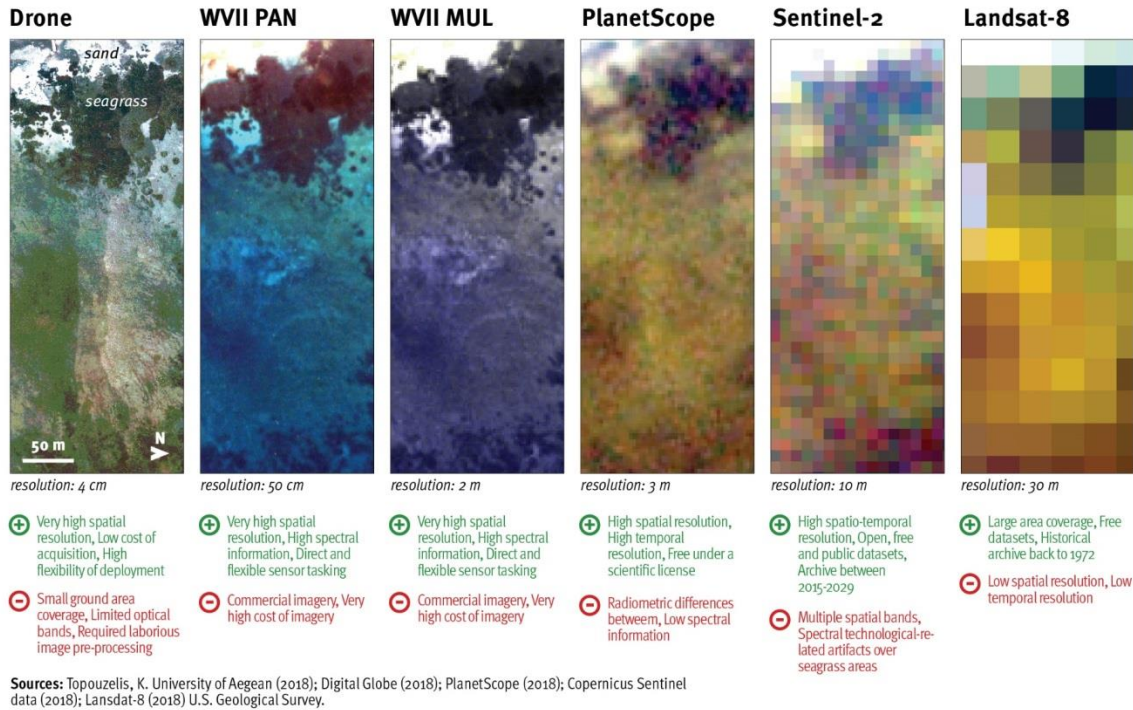 Drone
WVII PAN
WVII MUL
PlanetScope
Sentinel-2
Landsat-8
sand
seagrass
50 m
N
resolution: 4 cm
resolution: 50 cm
resolution: 2 m
resolution: 3 m
resolution: 10 m
resolution: 30 m
Very high spatial
resolution, Low cost of
acquisition, High
flexibility of deployment
Small ground area
coverage, Limited optical
bands, Required laborious
image pre-processing
Very high spatial
resolution, High spectral
information, Direct and
flexible sensor tasking
Commercial imagery, Very
high cost of imagery
Very high spatial
resolution, High spectral
information, Direct and
flexible sensor tasking
Commercial imagery, Very
high cost of imagery
High spatial resolution,
High temporal
resolution, Free under a
scientific license
Radiometric differences
betweem, Low spectral
information
High spatio-temporal
resolution, Open, free
and public datasets,
Archive between
2015-2029
Multiple spatial bands,
Spectral technological-re-
lated artifacts over
seagrass areas
Large area coverage, Free
datasets, Historical
archive back to 1972
Low spatial resolution, Low
temporal resolution
Sources: Topouzelis, K. University of Aegean (2018); Digital Globe (2018); PlanetScope (2018); Copernicus Sentinel
data (2018); Lansdat-8 (2018) U.S. Geological Survey.